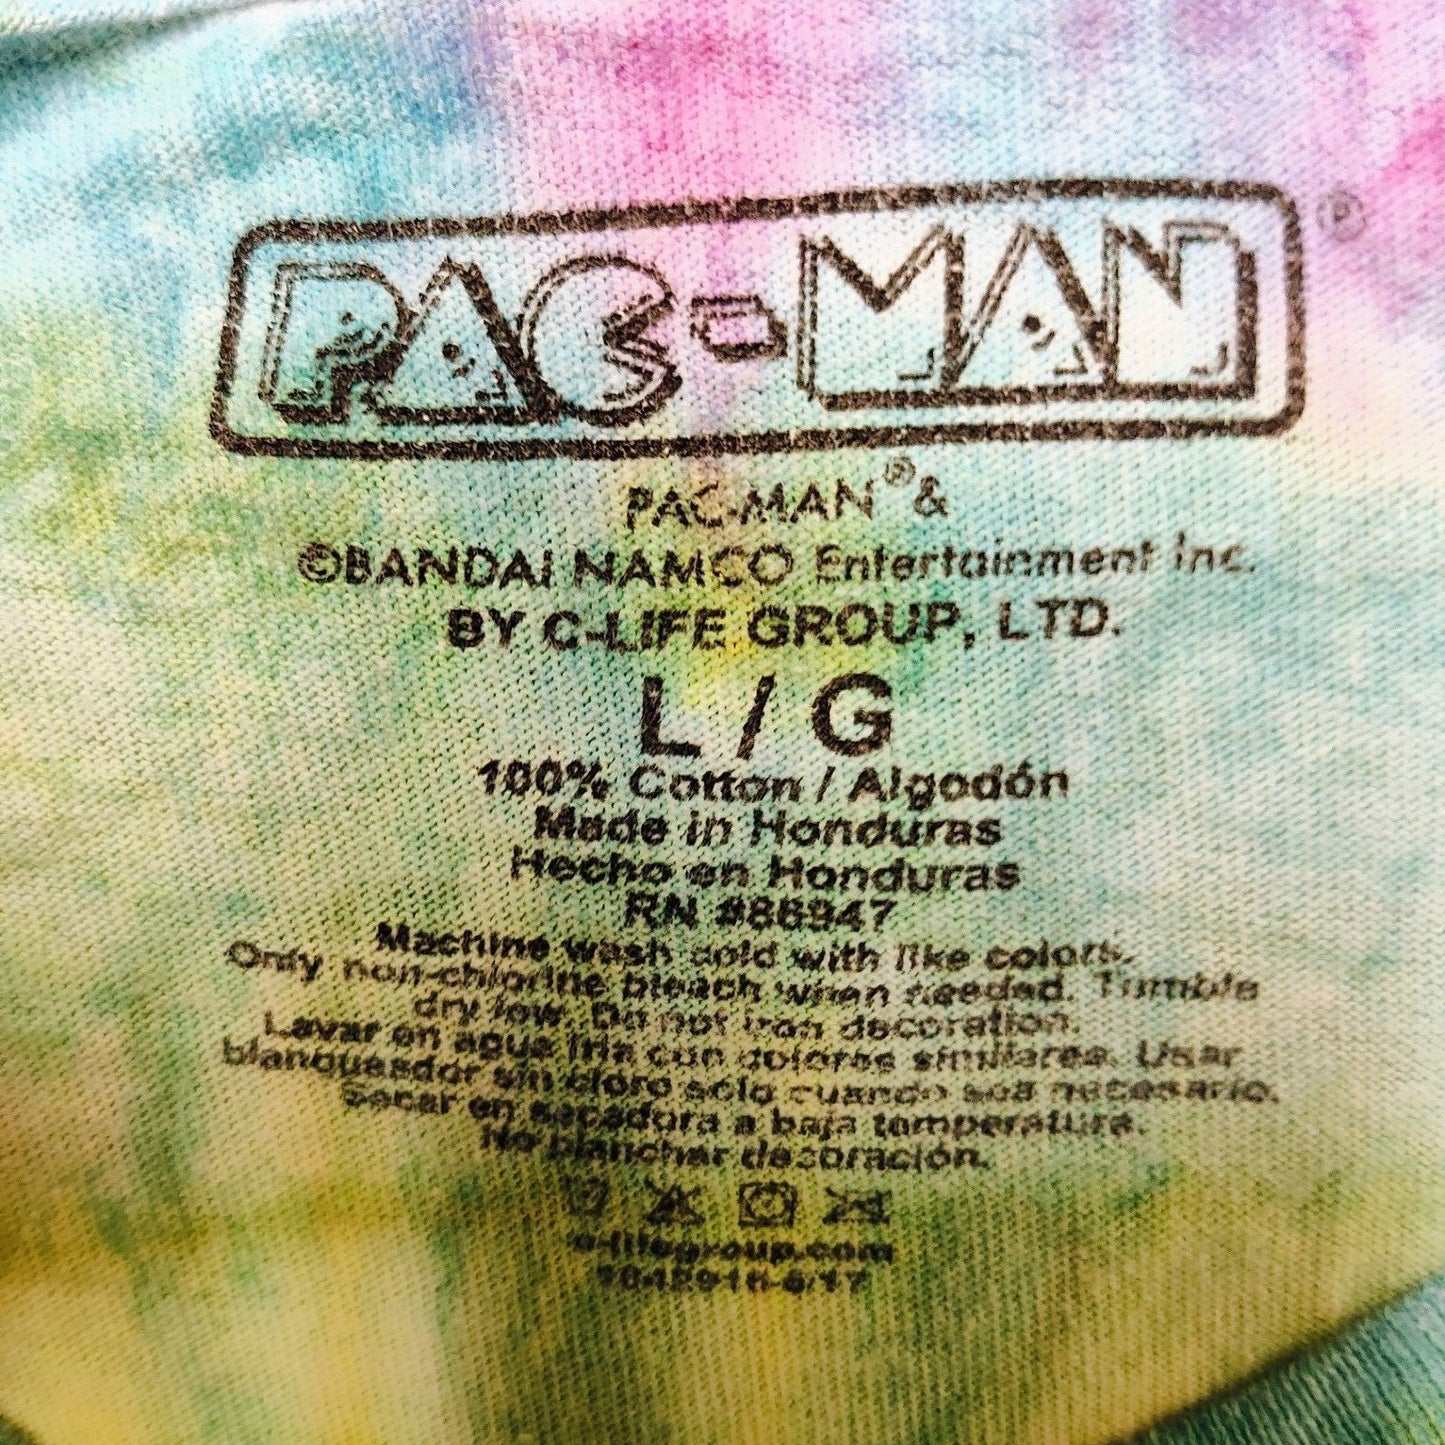 PAC-MAN®
PAC-MAN® &
©BANDAI NAMCO Entertainment Inc.
BY C-LIFE GROUP, LTD.
L / G
100% Cotton / Algodón
Made in Honduras
Hecho en Honduras
RN #86947
Machine wash cold with like colors.
Only non-chlorine bleach when needed. Tumble
dry low. Do not iron decoration.
Lavar en agua fria con colores similares. Usar
blanqueador sin cloro solo cuando sea necesario.
Secar en secadora a baja temperatura.
No planchar decoración.
c-lifegroup.com